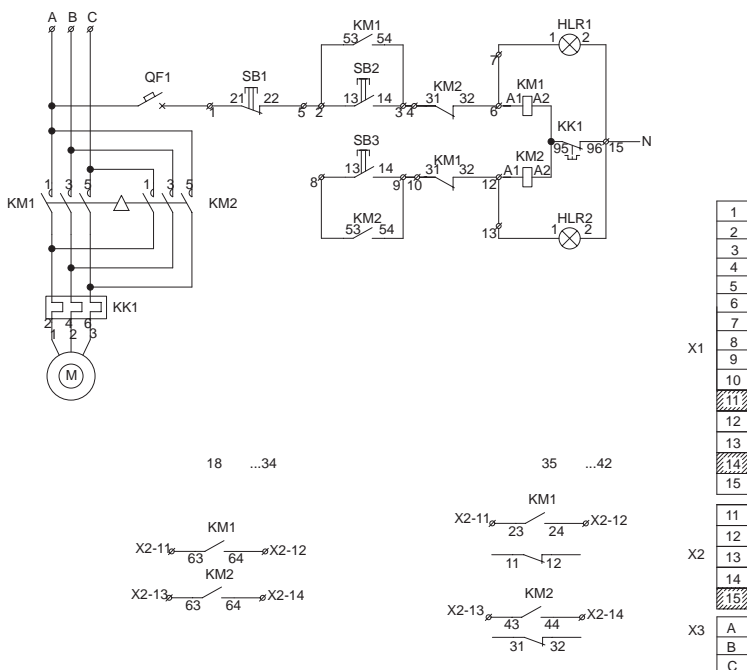 A B C
QF1
SB1
21 22
1
5
2
KM1
53 54
SB2
13 14
3 4
KM2
31 32
6
7
HLR1
1 2
KM1
A1 A2
KK1
95 96 15
N
SB3
13 14
8
9 10
KM1
31 32
12
KM2
A1 A2
KM2
53 54
13
HLR2
1 2
KM1
1 3 5
1 3 5
KM2
KK1
2 4 6
1 2 3
M
18 ...34
35 ...42
KM1
X2-11 63 64 X2-12
KM2
X2-13 63 64 X2-14
KM1
X2-11 23 24 X2-12
11 12
KM2
X2-13 43 44 X2-14
31 32
X1
1
2
3
4
5
6
7
8
9
10
11
12
13
14
15
X2
11
12
13
14
15
X3
A
B
C